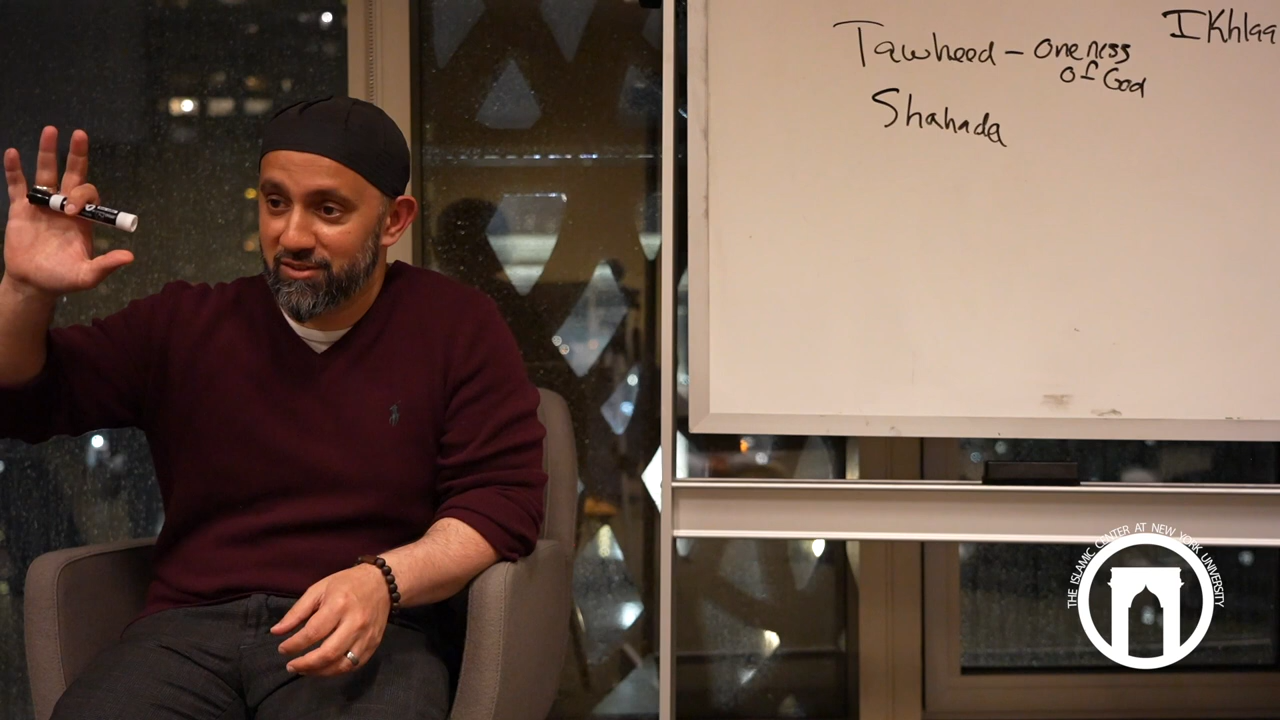 Tawheed – Oneness
of God
Shahada
IKhlaa
THE ISLAMIC CENTER AT NEW YORK UNIVERSITY